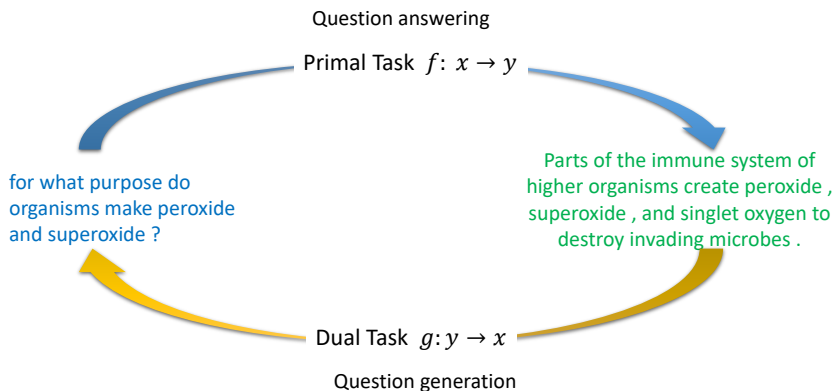 Question answering
Primal Task f: x → y
for what purpose do
organisms make peroxide
and superoxide ?
Parts of the immune system of
higher organisms create peroxide ,
superoxide , and singlet oxygen to
destroy invading microbes .
Dual Task g: y → x
Question generation